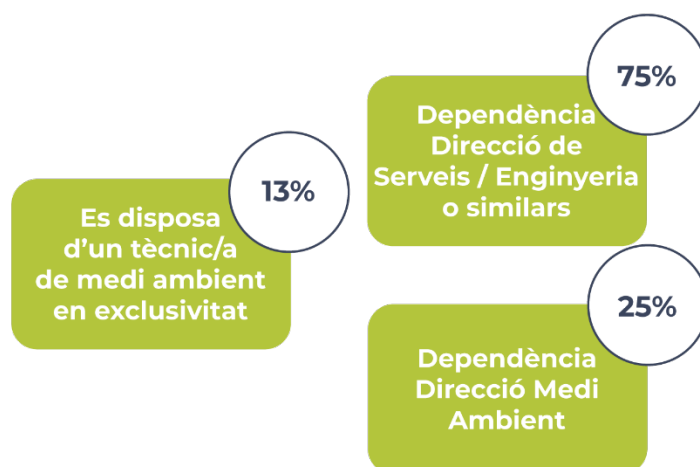 13%
Es disposa
d'un tècnic/a
de medi ambient
en exclusivitat
75%
Dependència
Direcció de
Serveis / Enginyeria
o similars
25%
Dependència
Direcció Medi
Ambient